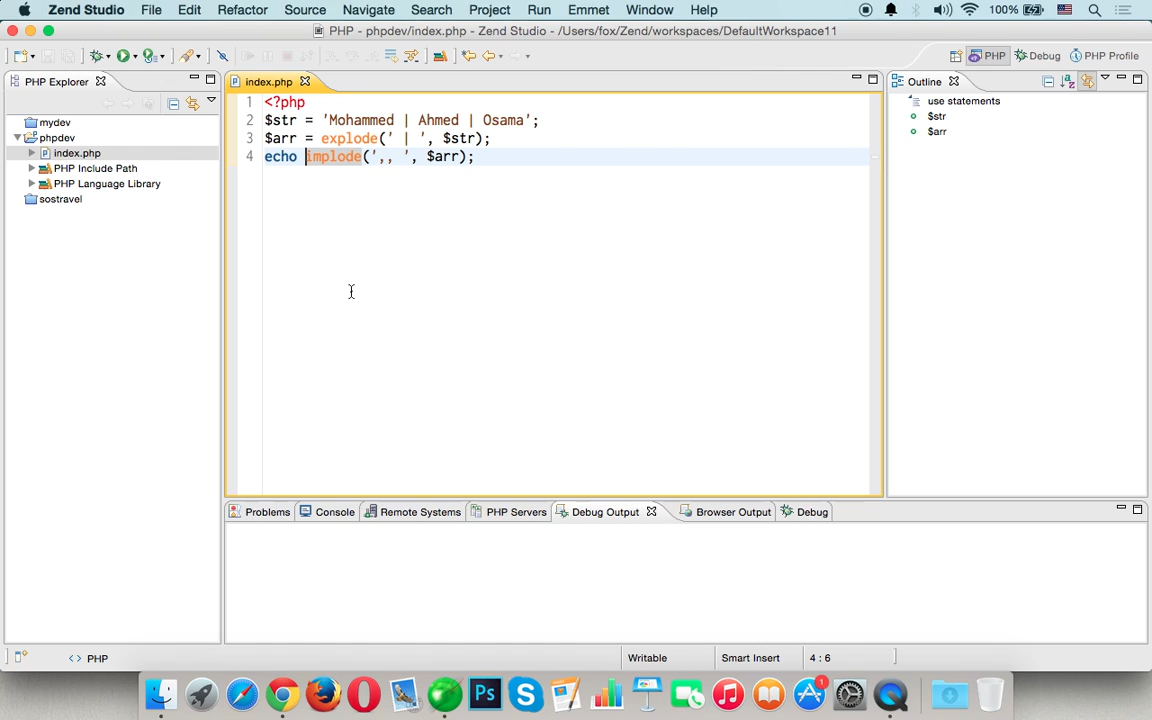 Zend Studio File Edit Refactor Source Navigate Search Project Run Emmet Window Help 100%
PHP - phpdev/index.php - Zend Studio - /Users/fox/Zend/workspaces/DefaultWorkspace11
PHP Debug PHP Profile
PHP Explorer
mydev
phpdev
index.php
PHP Include Path
PHP Language Library
sostravel
index.php
1 <?php
2 $str = 'Mohammed | Ahmed | Osama';
3 $arr = explode(' | ', $str);
4 echo implode(',, ', $arr);
Outline
use statements
$str
$arr
Problems Console Remote Systems PHP Servers Debug Output Browser Output Debug
<> PHP Writable Smart Insert 4 : 6
Ps
1